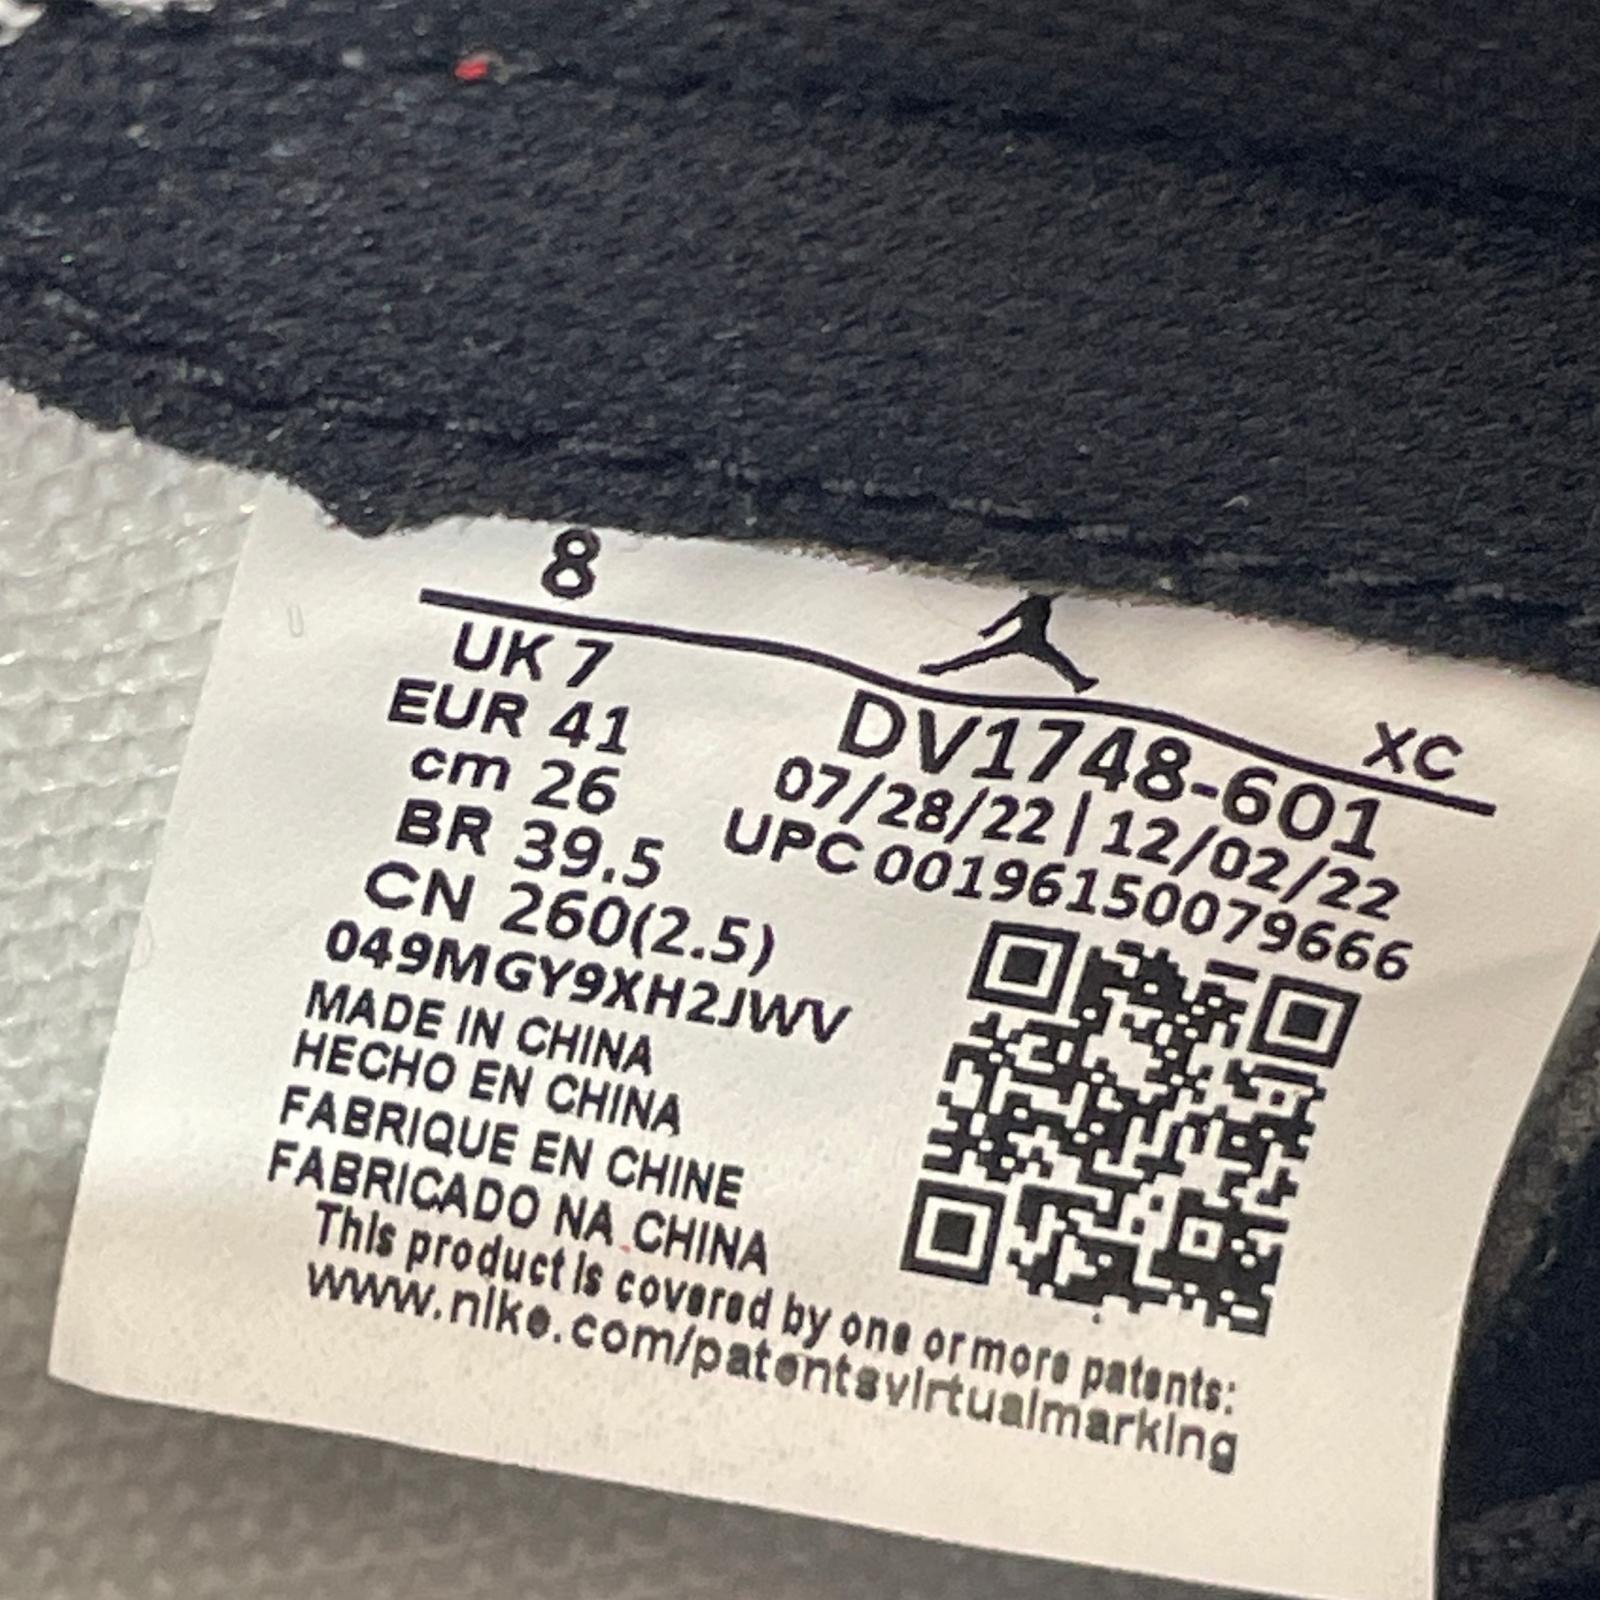 8
UK 7
EUR 41
cm 26
BR 39.5
CN 260(2.5)
049MGY9XH2JWV
MADE IN CHINA
HECHO EN CHINA
FABRIQUE EN CHINE
FABRICADO NA CHINA
XC
DV1748-601
07/28/22 | 12/02/22
UPC 00196150079666
This product is covered by one or more patents:
www.nike.com/patentsvirtualmarking